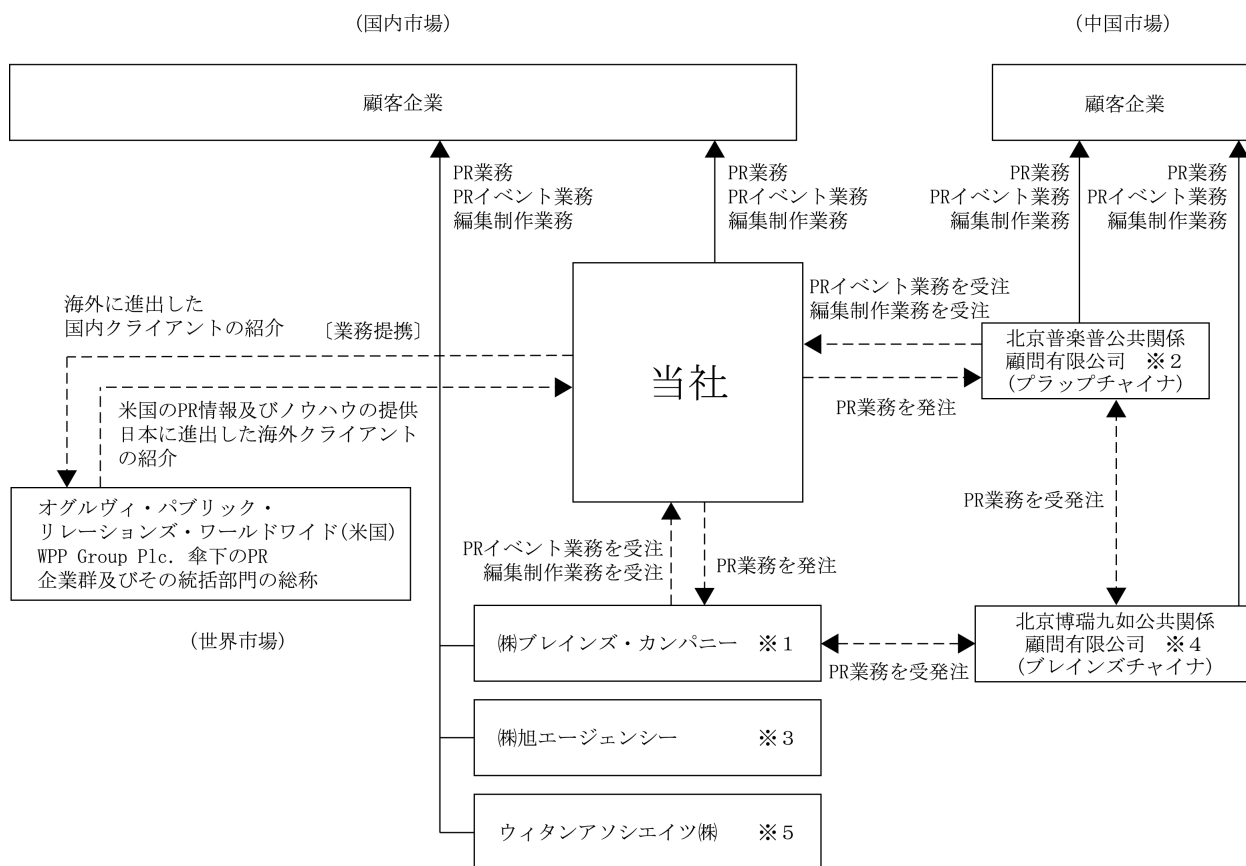 (国内市場)
(中国市場)
顧客企業
顧客企業
PR業務
PRイベント業務
編集制作業務
PR業務
PRイベント業務
編集制作業務
PR業務
PRイベント業務
編集制作業務
PR業務
PRイベント業務
編集制作業務
海外に進出した
国内クライアントの紹介
〔業務提携〕
当社
PRイベント業務を受注
編集制作業務を受注
北京普楽普公共関係
顧問有限公司 ※2
(プラップチャイナ)
PR業務を発注
米国のPR情報及びノウハウの提供
日本に進出した海外クライアント
の紹介
オグルヴィ・パブリック・
リレーションズ・ワールドワイド(米国)
WPP Group Plc. 傘下のPR
企業群及びその統括部門の総称
(世界市場)
PRイベント業務を受注
編集制作業務を受注
PR業務を発注
PR業務を受発注
㈱ブレインズ・カンパニー ※1
PR業務を受発注
北京博瑞九如公共関係
顧問有限公司 ※4
(ブレインズチャイナ)
㈱旭エージェンシー ※3
ウィタンアソシエイツ㈱ ※5